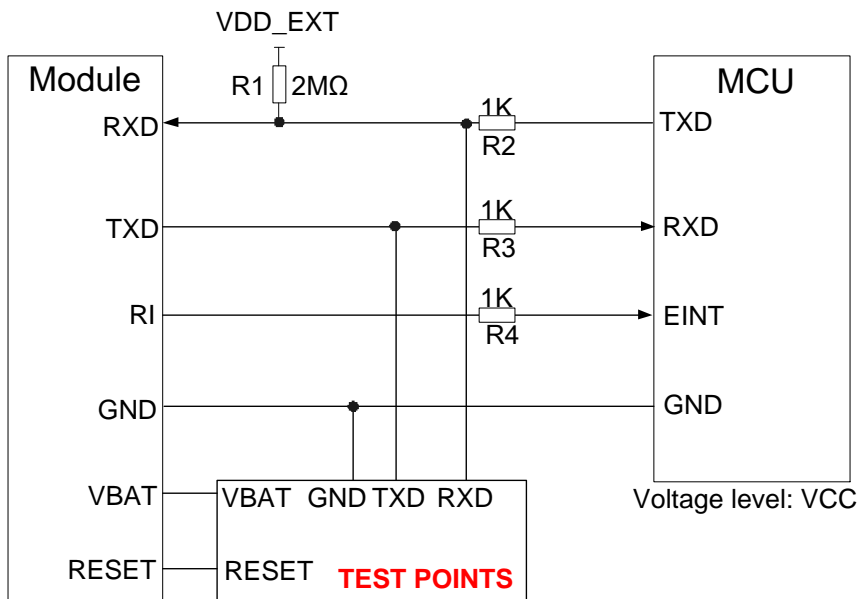 VDD_EXT
Module
MCU
R1 2MΩ
1K
RXD
TXD
R2
1K
TXD
RXD
R3
1K
RI
EINT
R4
GND
GND
VBAT
VBAT GND TXD RXD
Voltage level: VCC
RESET
RESET
TEST POINTS